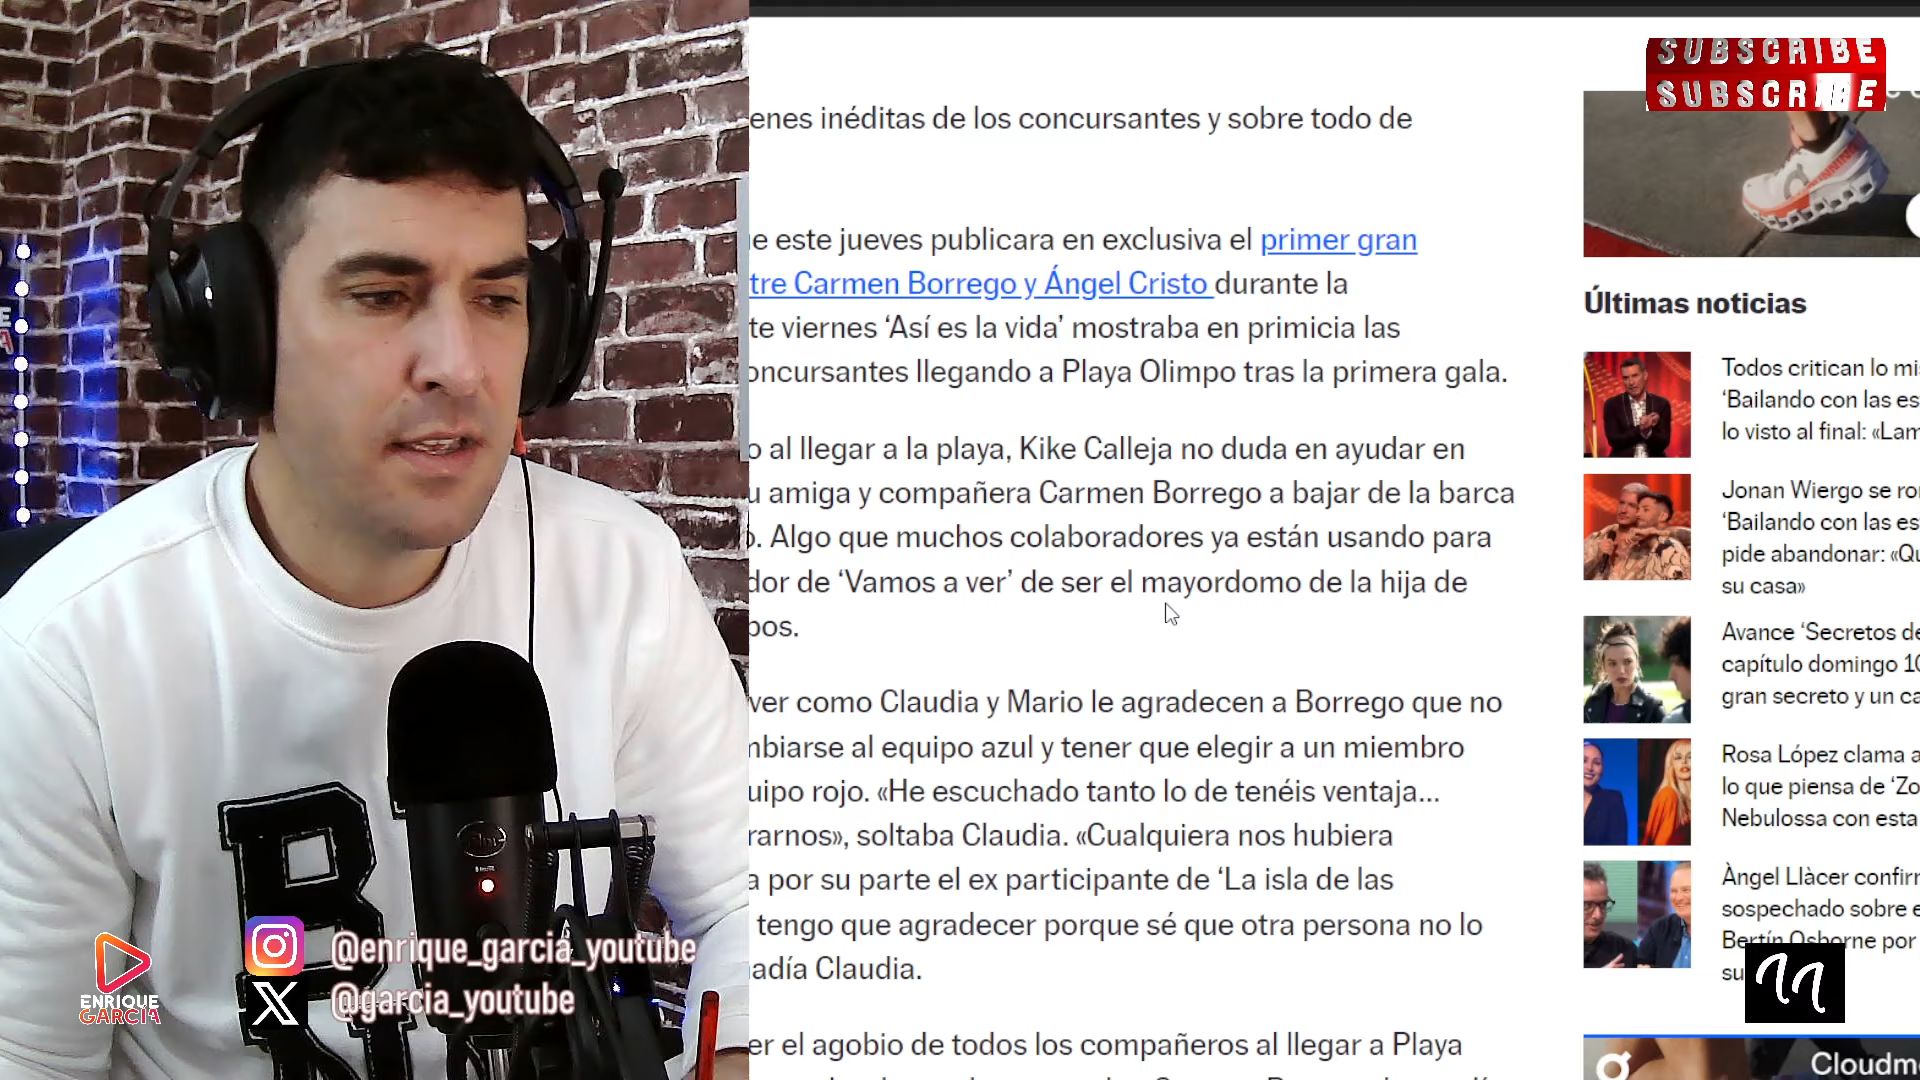 SUBSCRIBE
SUBSCRIBE
enes inéditas de los concursantes y sobre todo de
e este jueves publicara en exclusiva el primer gran
tre Carmen Borrego y Ángel Cristo durante la
te viernes ‘Así es la vida’ mostraba en primicia las
oncursantes llegando a Playa Olimpo tras la primera gala.
o al llegar a la playa, Kike Calleja no duda en ayudar en
u amiga y compañera Carmen Borrego a bajar de la barca
o. Algo que muchos colaboradores ya están usando para
dor de ‘Vamos a ver’ de ser el mayordomo de la hija de
pos.
ver como Claudia y Mario le agradecen a Borrego que no
mbiarse al equipo azul y tener que elegir a un miembro
uipo rojo. «He escuchado tanto lo de tenéis ventaja...
rarnos», soltaba Claudia. «Cualquiera nos hubiera
a por su parte el ex participante de ‘La isla de las
tengo que agradecer porque sé que otra persona no lo
adía Claudia.
er el agobio de todos los compañeros al llegar a Playa
Últimas noticias
Todos critican lo mi
‘Bailando con las es
lo visto al final: «Lam
Jonan Wiergo se ro
‘Bailando con las es
pide abandonar: «Qu
su casa»
Avance ‘Secretos de
capítulo domingo 10
gran secreto y un ca
Rosa López clama a
lo que piensa de ‘Zo
Nebulossa con esta
Àngel Llàcer confirm
sospechado sobre e
Bertín Osborne por
su
Cloudm
@enrique_garcia_youtube
@garcia_youtube
ENRIQUE
GARCIA